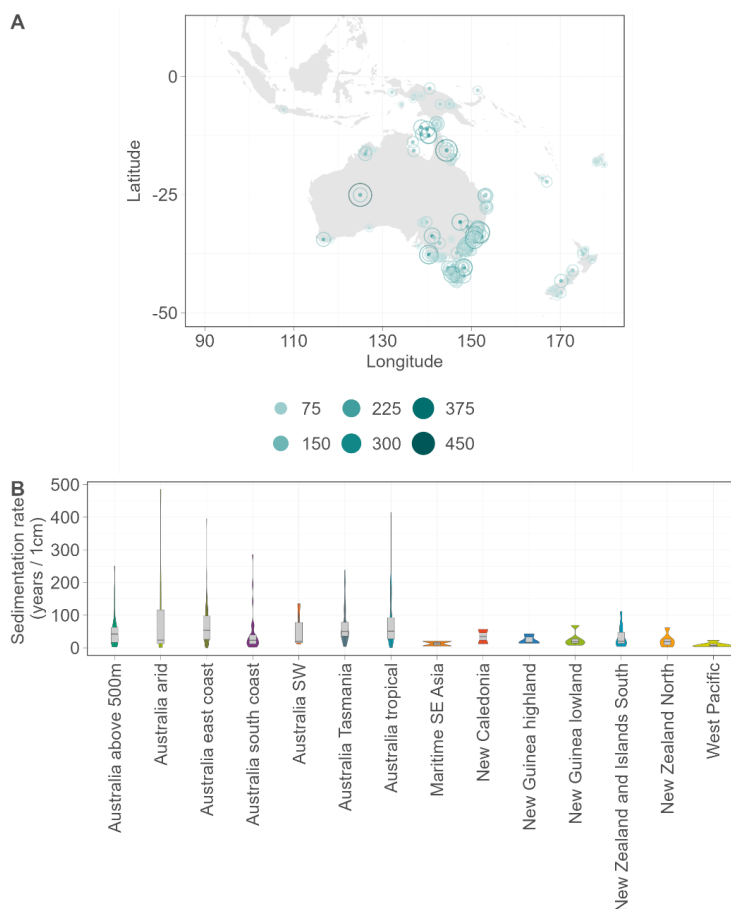 A
0
-25
-50
Latitude
90
110
130
150
170
Longitude
75
225
375
150
300
450
B
500
400
300
200
100
0
Sedimentation rate
(years / 1cm)
Australia above 500m
Australia arid
Australia east coast
Australia south coast
Australia SW
Australia Tasmania
Australia tropical
Maritime SE Asia
New Caledonia
New Guinea highland
New Guinea lowland
New Zealand and Islands South
New Zealand North
West Pacific